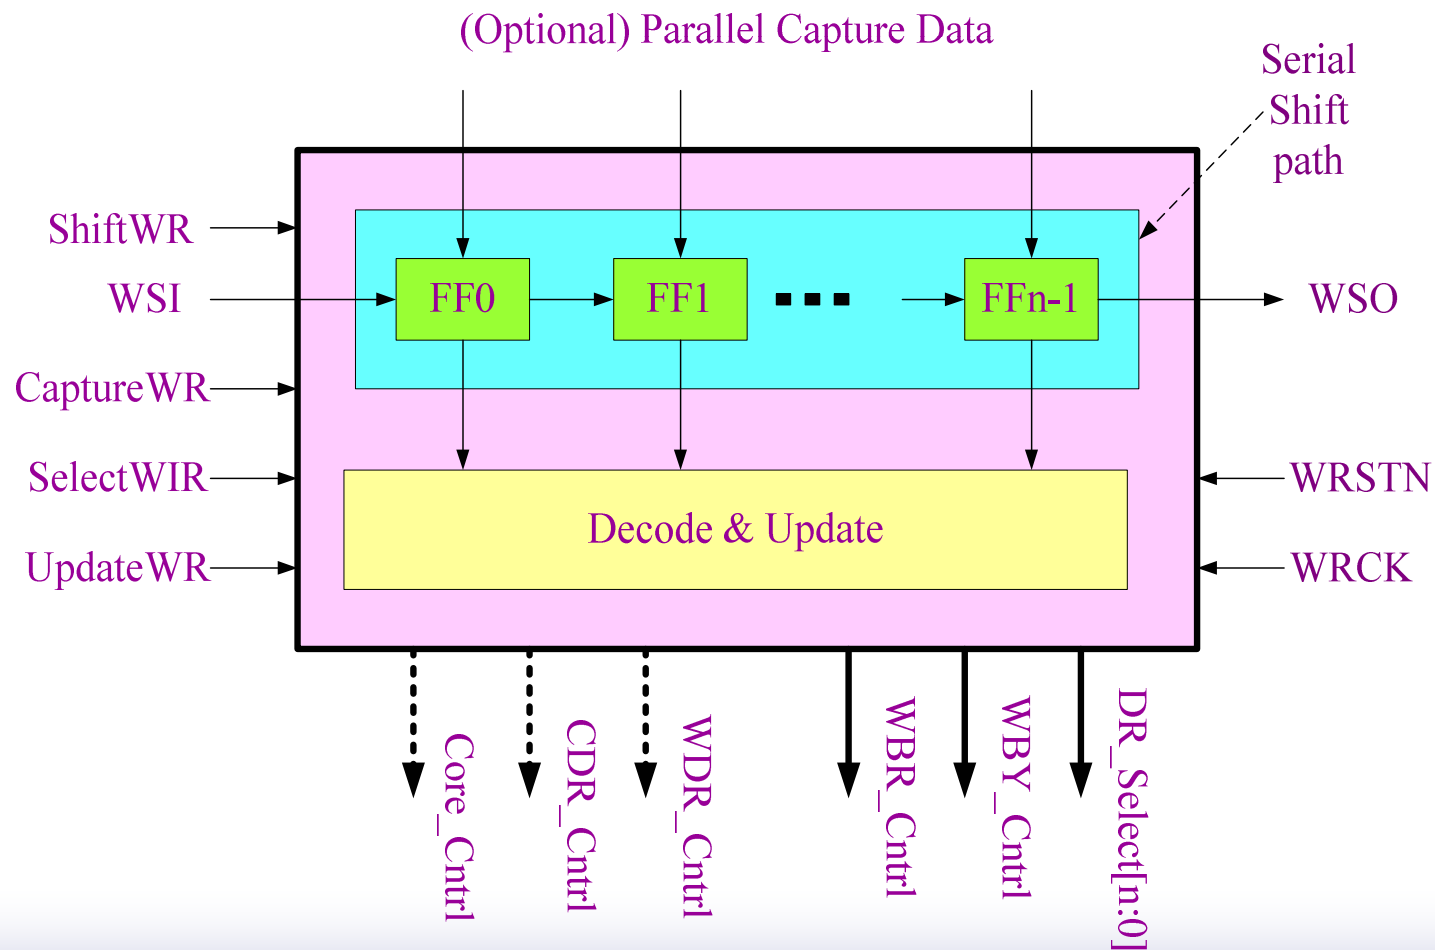 (Optional) Parallel Capture Data
Serial
Shift
path
ShiftWR
WSI
FF0
FF1
FFn-1
WSO
CaptureWR
SelectWIR
WRSTN
Decode & Update
UpdateWR
WRCK
Core_Cntrl
CDR_Cntrl
WDR_Cntrl
WBR_Cntrl
WBY_Cntrl
DR_Select[n:0]